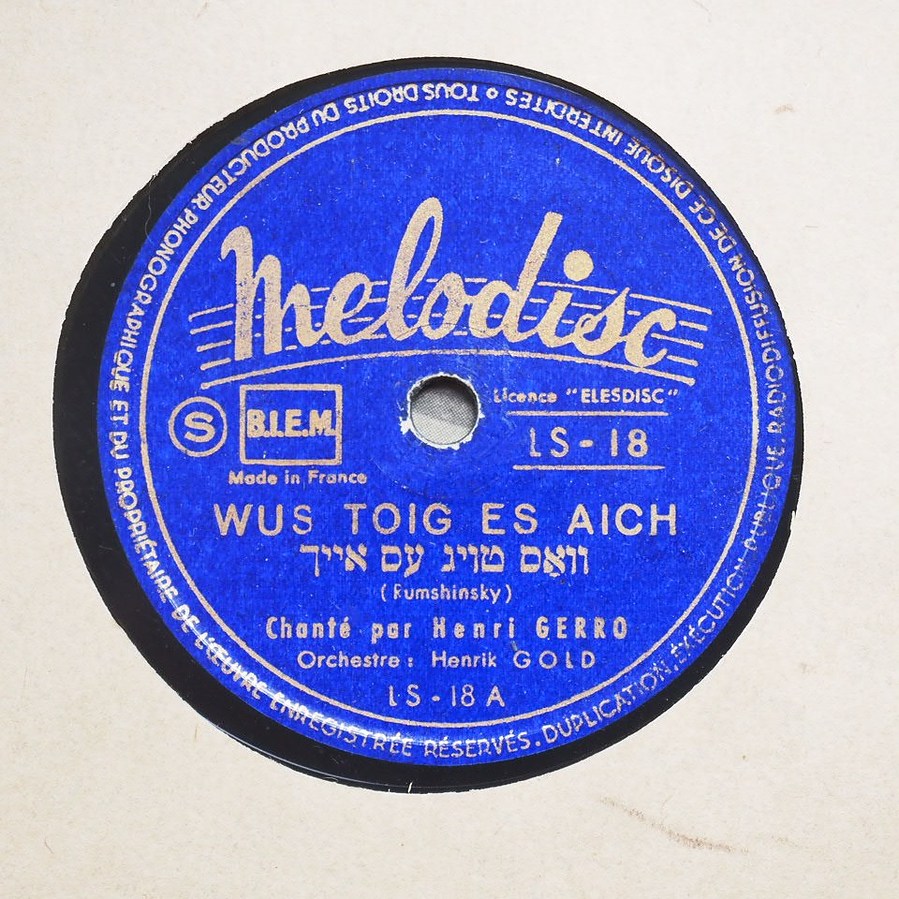 TOUS DROITS DU PRODUCTEUR PHONOGRAPHIQUE ET DU PROPRIÉTAIRE DE L'ŒUVRE ENREGISTRÉE RÉSERVÉS. DUPLICATION, EXÉCUTION PUBLIQUE, RADIODIFFUSION DE CE DISQUE INTERDITES
Melodisc
Licence "ELESDISC"
S
B.I.E.M.
LS-18
Made in France
WUS TOIG ES AICH
וואָס טויג עס אייך
(Rumshinsky)
Chanté par Henri GERRO
Orchestre: Henrik GOLD
LS-18 A